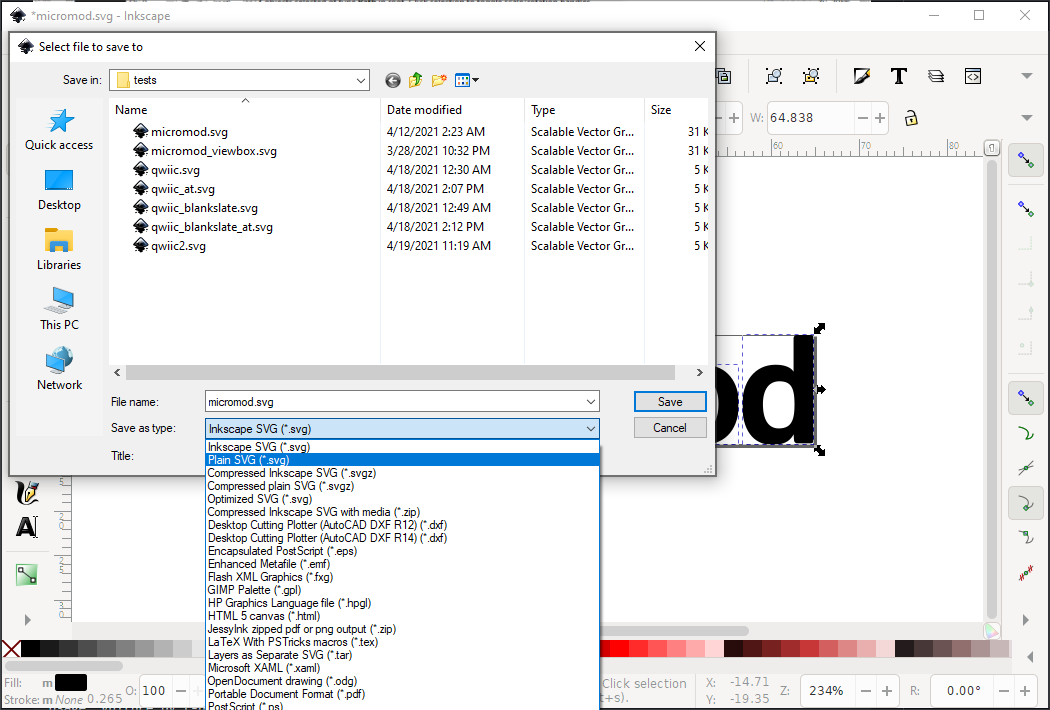 *micromod.svg - Inkscape
Select file to save to
Save in: tests
Name Date modified Type Size
micromod.svg 4/12/2021 2:23 AM Scalable Vector Gr... 31 K
micromod_viewbox.svg 3/28/2021 10:32 PM Scalable Vector Gr... 31 K
qwiic.svg 4/18/2021 12:30 AM Scalable Vector Gr... 5 K
qwiic_at.svg 4/18/2021 2:07 PM Scalable Vector Gr... 5 K
qwiic_blankslate.svg 4/18/2021 12:49 AM Scalable Vector Gr... 5 K
qwiic_blankslate_at.svg 4/18/2021 2:12 PM Scalable Vector Gr... 5 K
qwiic2.svg 4/19/2021 11:19 AM Scalable Vector Gr... 5 K
Quick access
Desktop
Libraries
This PC
Network
File name: micromod.svg Save
Save as type: Inkscape SVG (*.svg) Cancel
Title:
Inkscape SVG (*.svg)
Plain SVG (*.svg)
Compressed Inkscape SVG (*.svgz)
Compressed plain SVG (*.svgz)
Optimized SVG (*.svg)
Compressed Inkscape SVG with media (*.zip)
Desktop Cutting Plotter (AutoCAD DXF R12) (*.dxf)
Desktop Cutting Plotter (AutoCAD DXF R14) (*.dxf)
Encapsulated PostScript (*.eps)
Enhanced Metafile (*.emf)
Flash XML Graphics (*.fxg)
GIMP Palette (*.gpl)
HP Graphics Language file (*.hpgl)
HTML 5 canvas (*.html)
JessyInk zipped pdf or png output (*.zip)
LaTeX With PSTricks macros (*.tex)
Layers as Separate SVG (*.tar)
Microsoft XAML (*.xaml)
OpenDocument drawing (*.odg)
Portable Document Format (*.pdf)
PostScript (*.ps)
W: 64.838
60 70 80
od
Fill: m
Stroke: m None 0.265 O: 100
Click selection
t+s).
X: -14.71
Y: -19.35
Z: 234% R: 0.00°